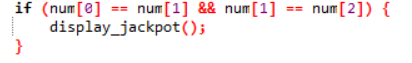 if (num[0] == num[1] && num[1] == num[2]) {
    display_jackpot();
}